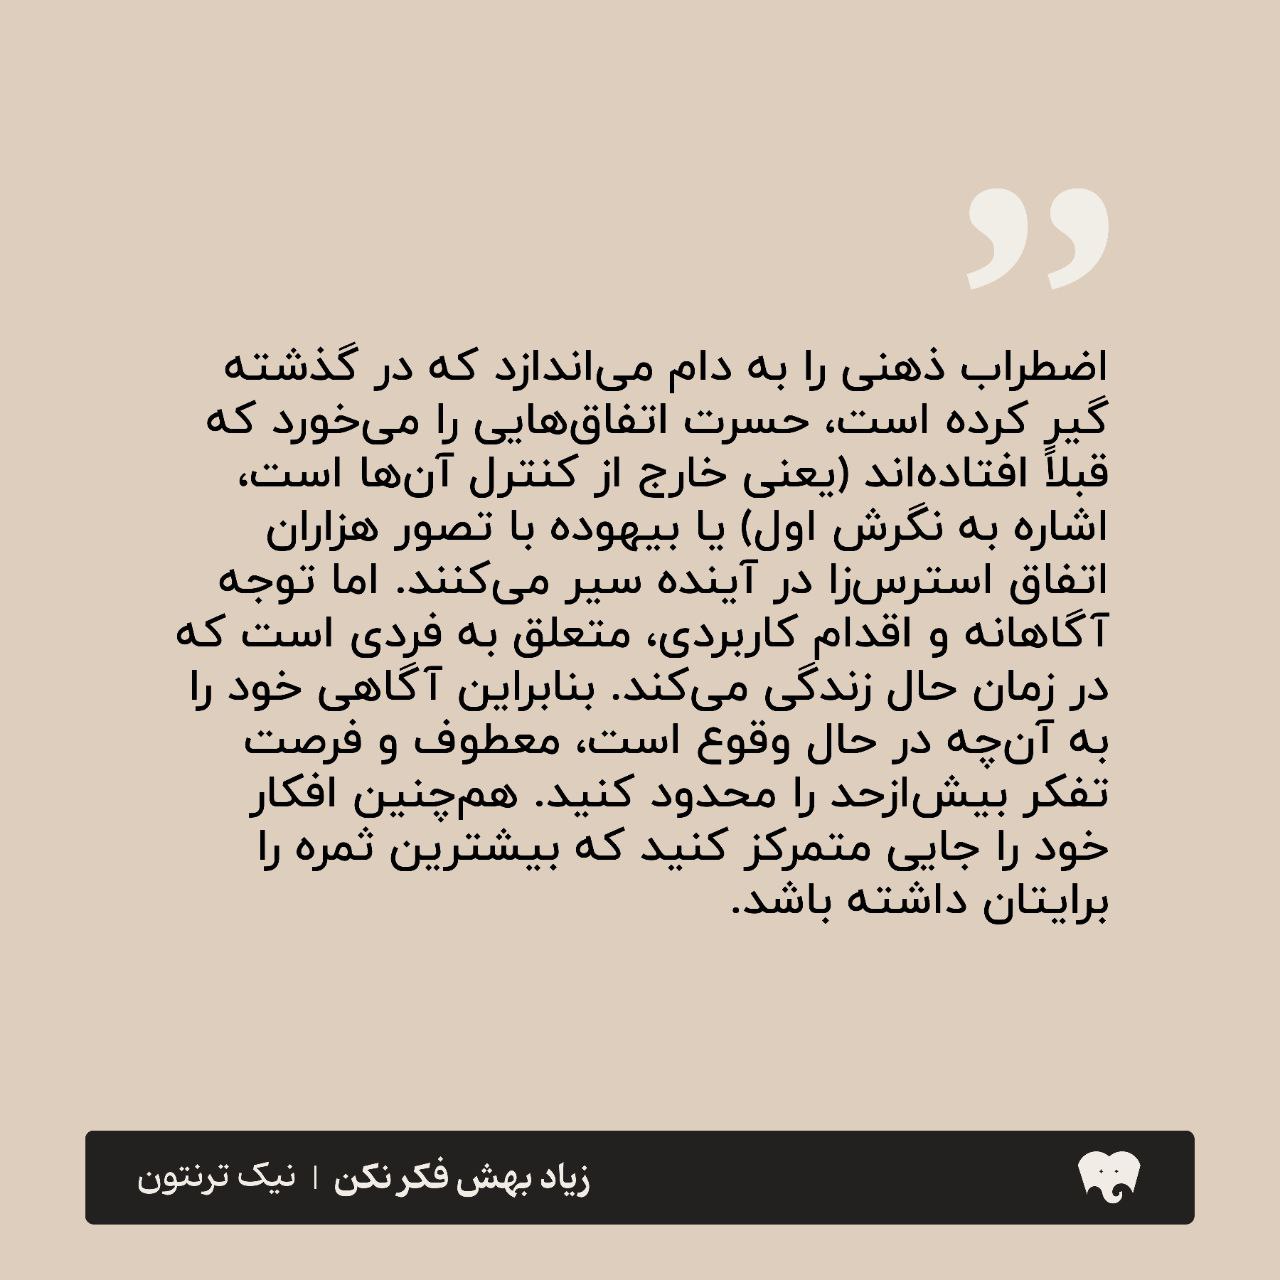 اضطراب ذهنی را به دام می‌اندازد که در گذشته
گیر کرده است، حسرت اتفاق‌هایی را می‌خورد که
قبلاً افتاده‌اند (یعنی خارج از کنترل آن‌ها است،
اشاره به نگرش اول) یا بیهوده با تصور هزاران
اتفاق استرس‌زا در آینده سیر می‌کنند. اما توجه
آگاهانه و اقدام کاربردی، متعلق به فردی است که
در زمان حال زندگی می‌کند. بنابراین آگاهی خود را
به آن‌چه در حال وقوع است، معطوف و فرصت
تفکر بیش‌ازحد را محدود کنید. هم‌چنین افکار
خود را جایی متمرکز کنید که بیشترین ثمره را
برایتان داشته باشد.
زیاد بهش فکر نکن | نیک ترنتون